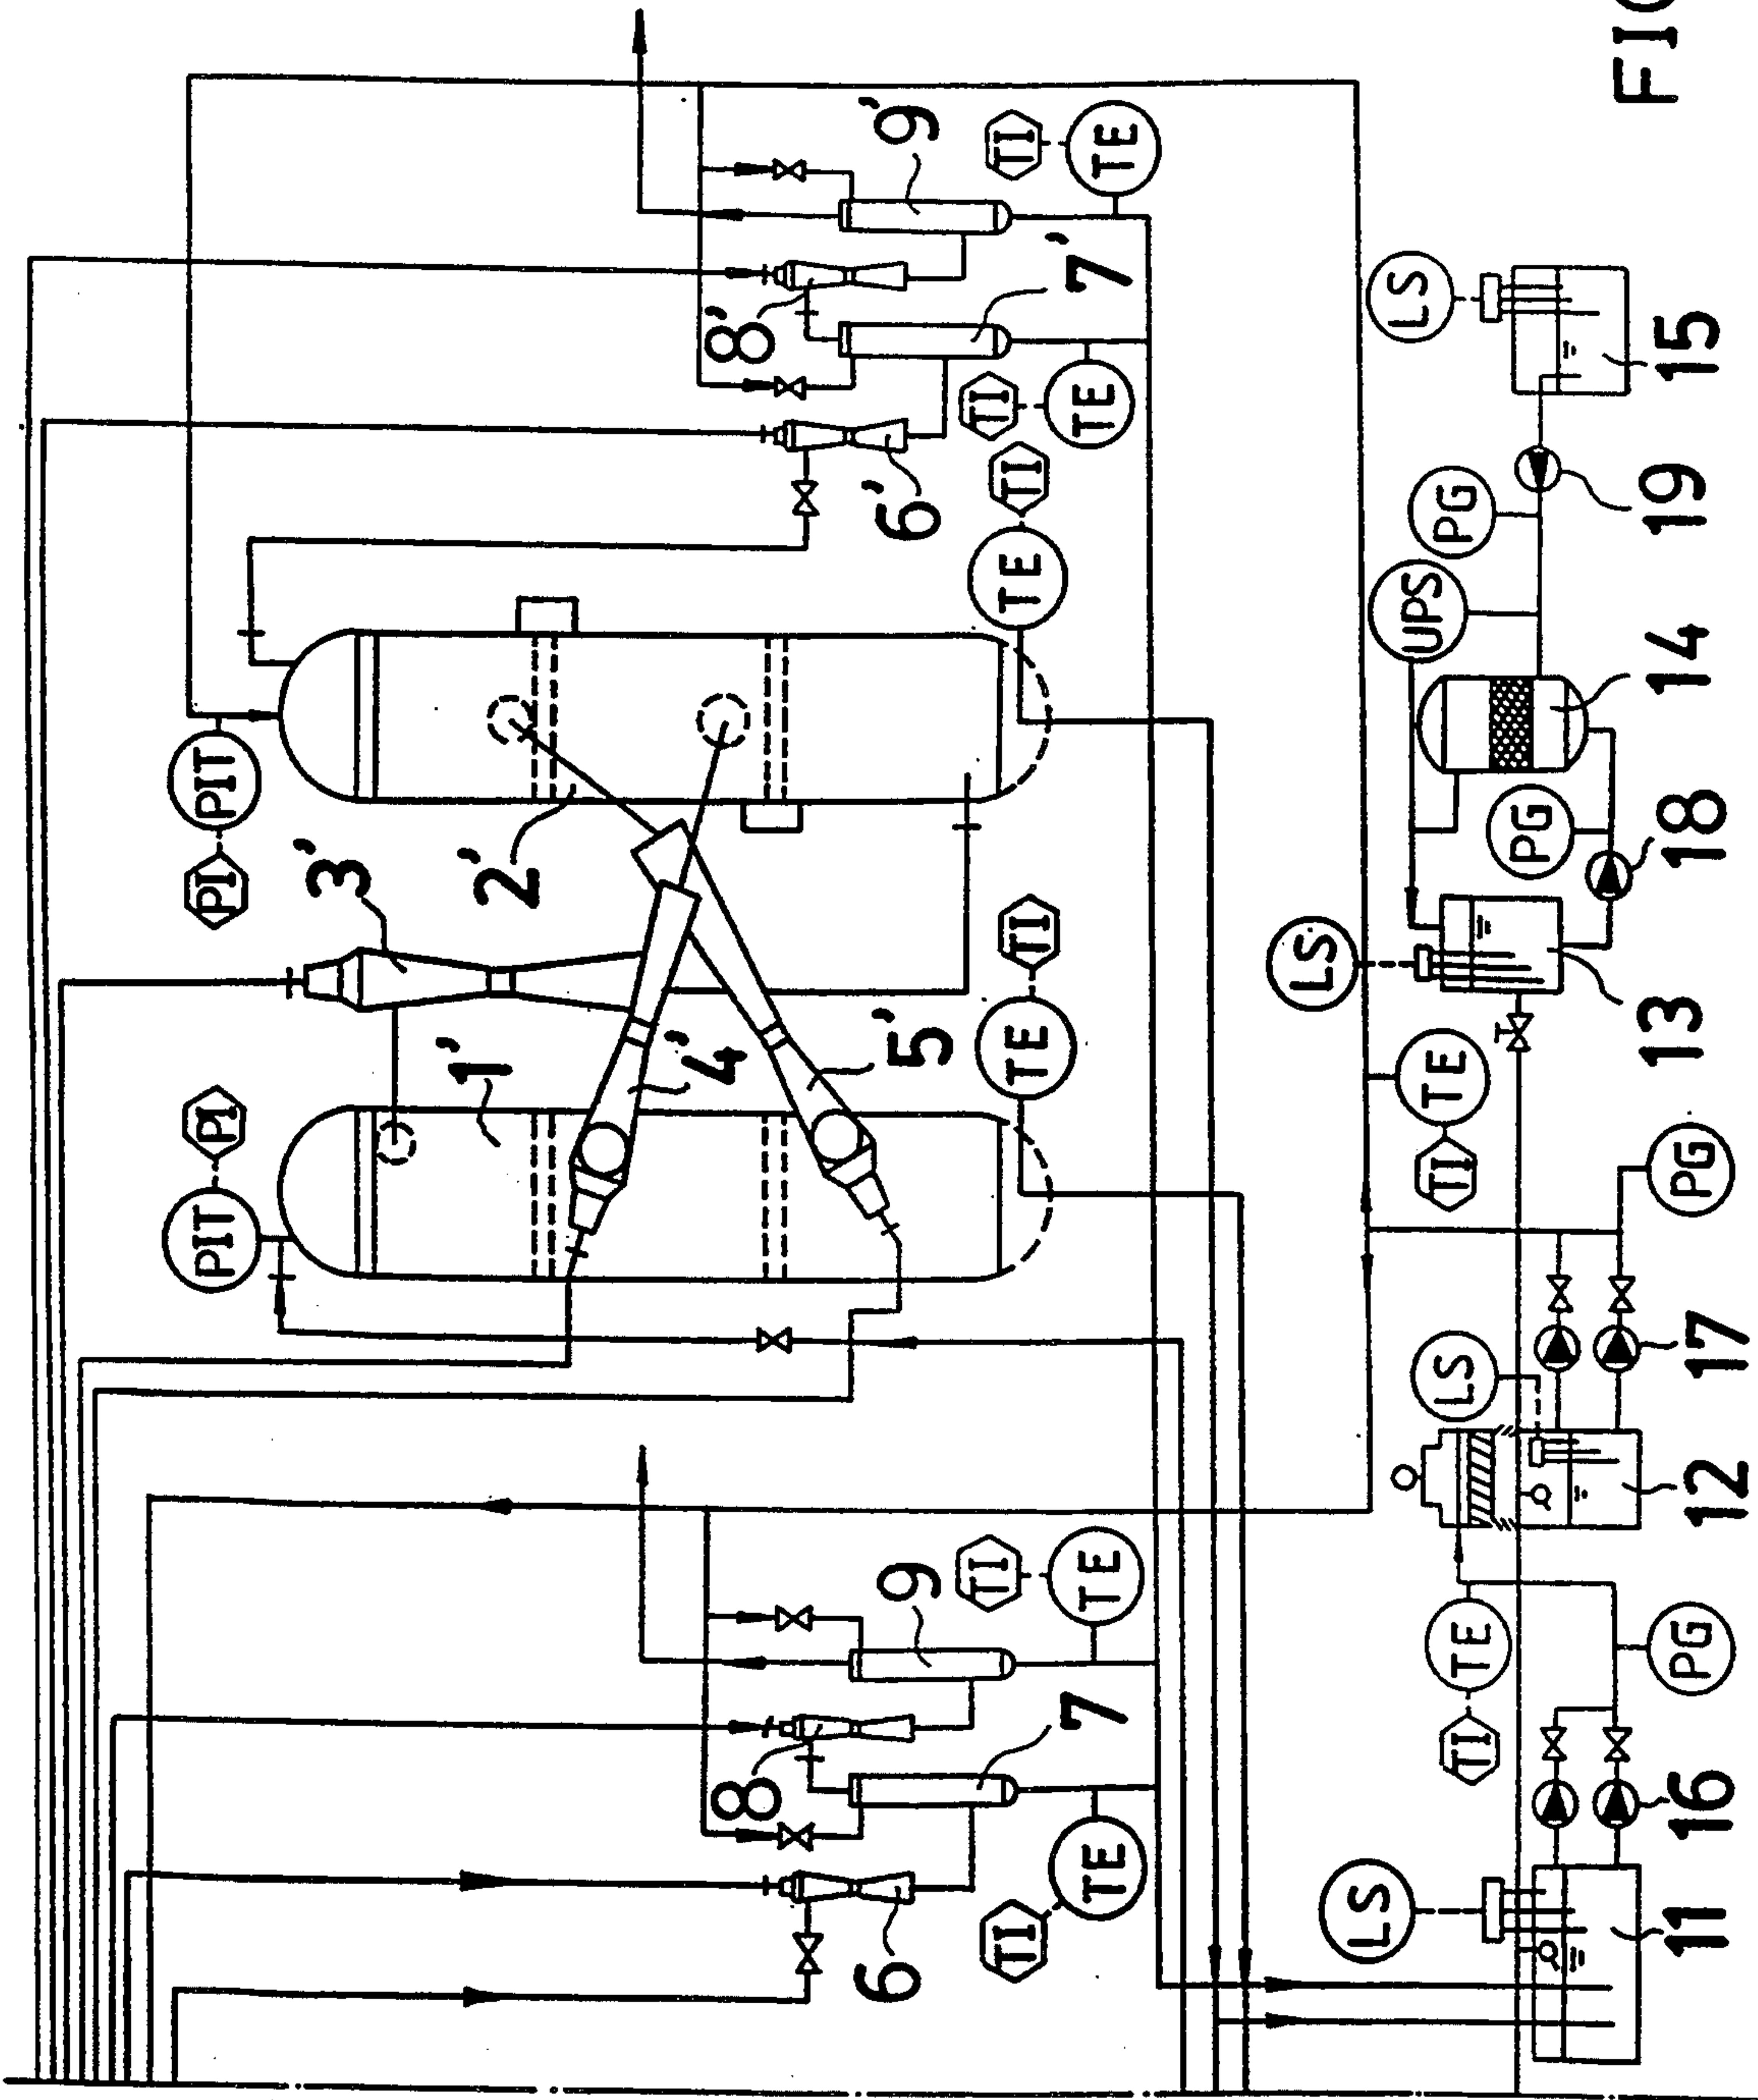 9'
TI
TE
8'
7'
TI
TE
6'
TI
TE
PIT
PI
3'
2'
1'
4'
5'
TI
TE
PI
PIT
LS
15
PG
19
UPS
14
PG
18
LS
13
TE
TI
PG
17
LS
12
9
TI
TE
8
7
TI
TE
6
TE
TI
PG
16
LS
11